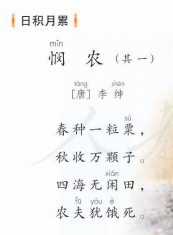 日积月累
mǐn
悯 农（其一）
táng shēn
[唐] 李 绅
sù
春种一粒粟，
秋收万颗子。
xián
四海无闲田，
fū yóu è
农夫犹饿死。